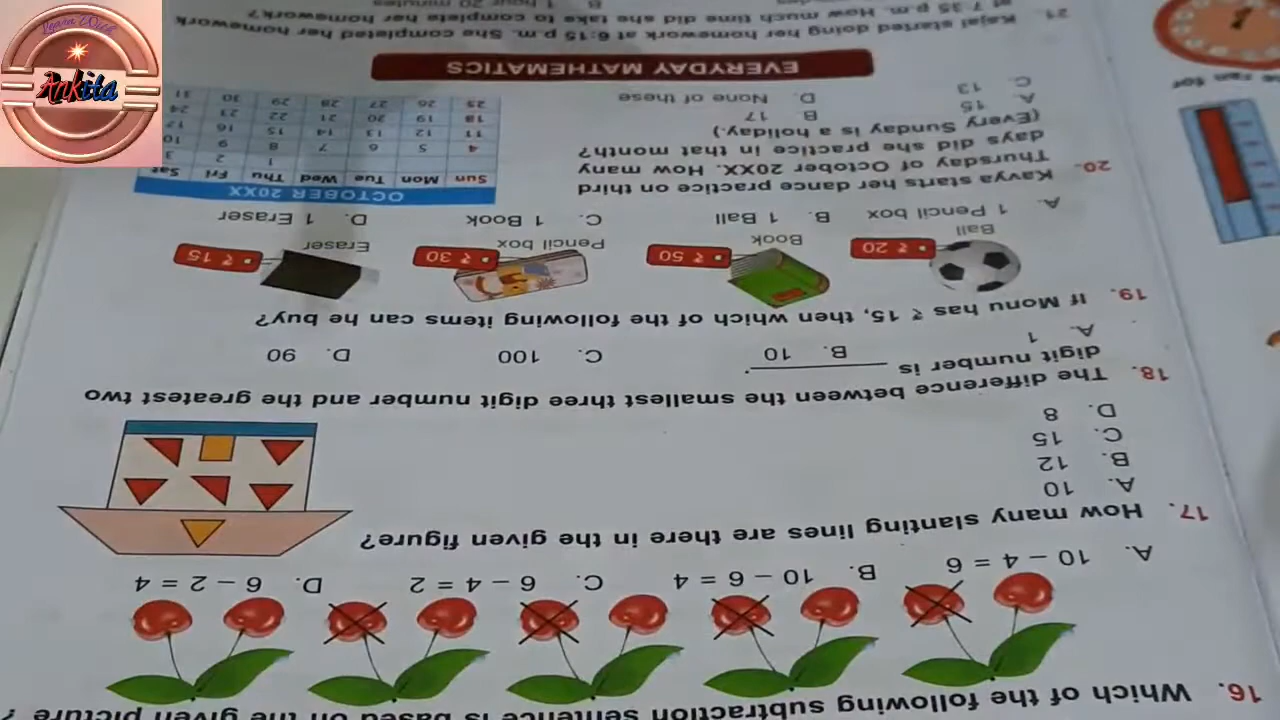 Learn 2Gether
Ankita
16. Which of the following subtraction sentence is based on the given picture ?
A. 10 – 4 = 6 B. 10 – 6 = 4 C. 6 – 4 = 2 D. 6 – 2 = 4
17. How many slanting lines are there in the given figure?
A. 10
B. 12
C. 15
D. 8
18. The difference between the smallest three digit number and the greatest two
digit number is ________.
A. 1 B. 10 C. 100 D. 90
19. If Monu has ₹ 15, then which of the following items can he buy?
₹ 20 ₹ 50 ₹ 30 ₹ 15
Ball Book Pencil box Eraser
A. 1 Pencil box B. 1 Ball C. 1 Book D. 1 Eraser
20. Kavya starts her dance practice on third
Thursday of October 20XX. How many
days did she practice in that month?
(Every Sunday is a holiday.)
A. 15 B. 17
C. 13 D. None of these
OCTOBER 20XX
Sun Mon Tue Wed Thu Fri Sat
1 2 3
4 5 6 7 8 9 10
11 12 13 14 15 16 17
18 19 20 21 22 23 24
25 26 27 28 29 30 31
EVERYDAY MATHEMATICS
21. Kajal started doing her homework at 6:15 p.m. She completed her homework
at 7:35 p.m. How much time did she take to complete her homework?
B. 1 hour 20 minutes